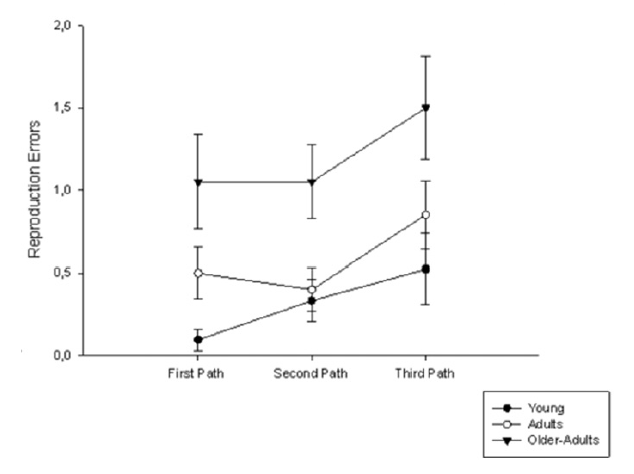 2,0
1,5
1,0
0,5
0,0
Reproduction Errors
First Path
Second Path
Third Path
Young
Adults
Older-Adults